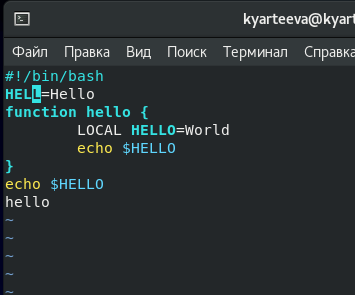 kyarteeva@kyarte
Файл Правка Вид Поиск Терминал Справка
#!/bin/bash
HELL=Hello
function hello {
        LOCAL HELLO=World
        echo $HELLO
}
echo $HELLO
hello
~
~
~
~
~